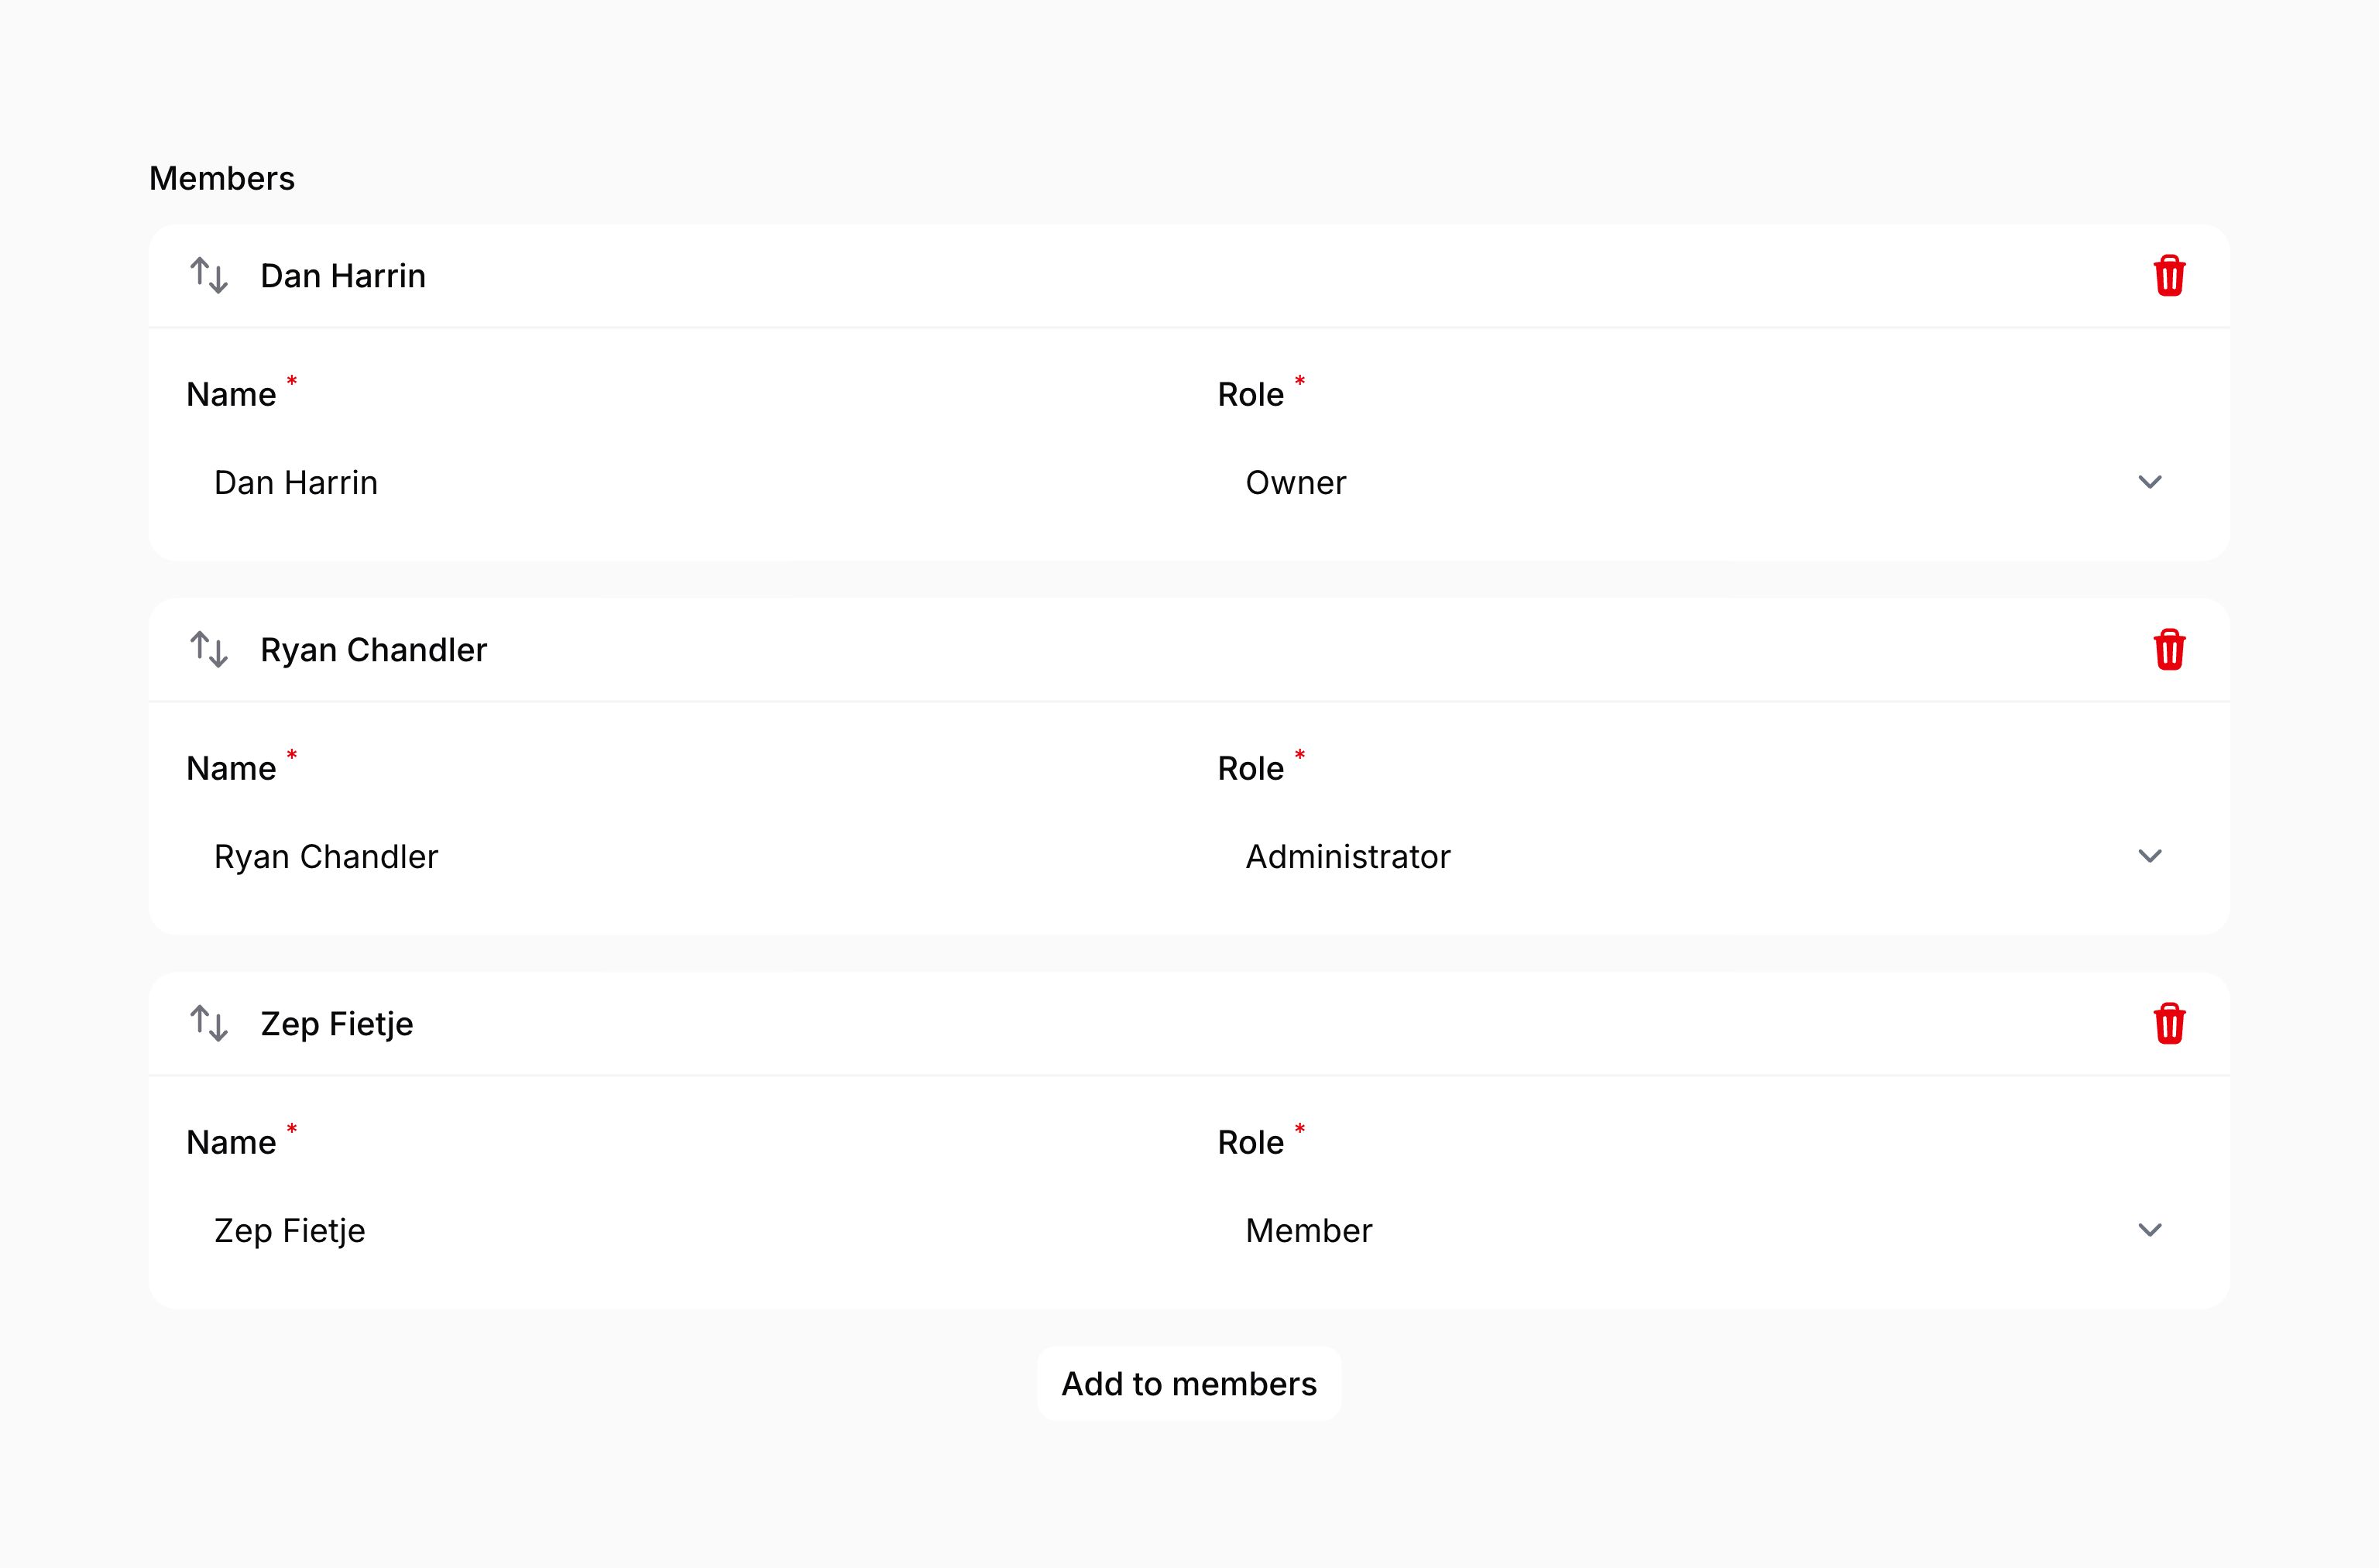 Members
Dan Harrin
Name * Role *
Dan Harrin Owner
Ryan Chandler
Name * Role *
Ryan Chandler Administrator
Zep Fietje
Name * Role *
Zep Fietje Member
Add to members